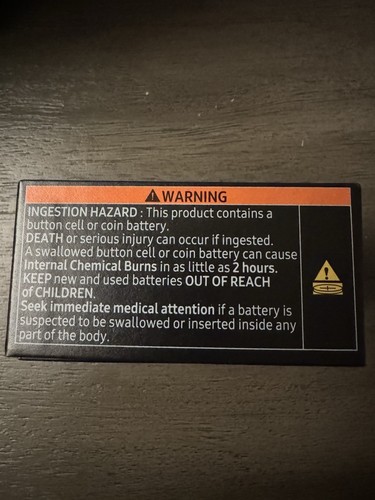 WARNING
INGESTION HAZARD : This product contains a
button cell or coin battery.
DEATH or serious injury can occur if ingested.
A swallowed button cell or coin battery can cause
Internal Chemical Burns in as little as 2 hours.
KEEP new and used batteries OUT OF REACH
of CHILDREN.
Seek immediate medical attention if a battery is
suspected to be swallowed or inserted inside any
part of the body.